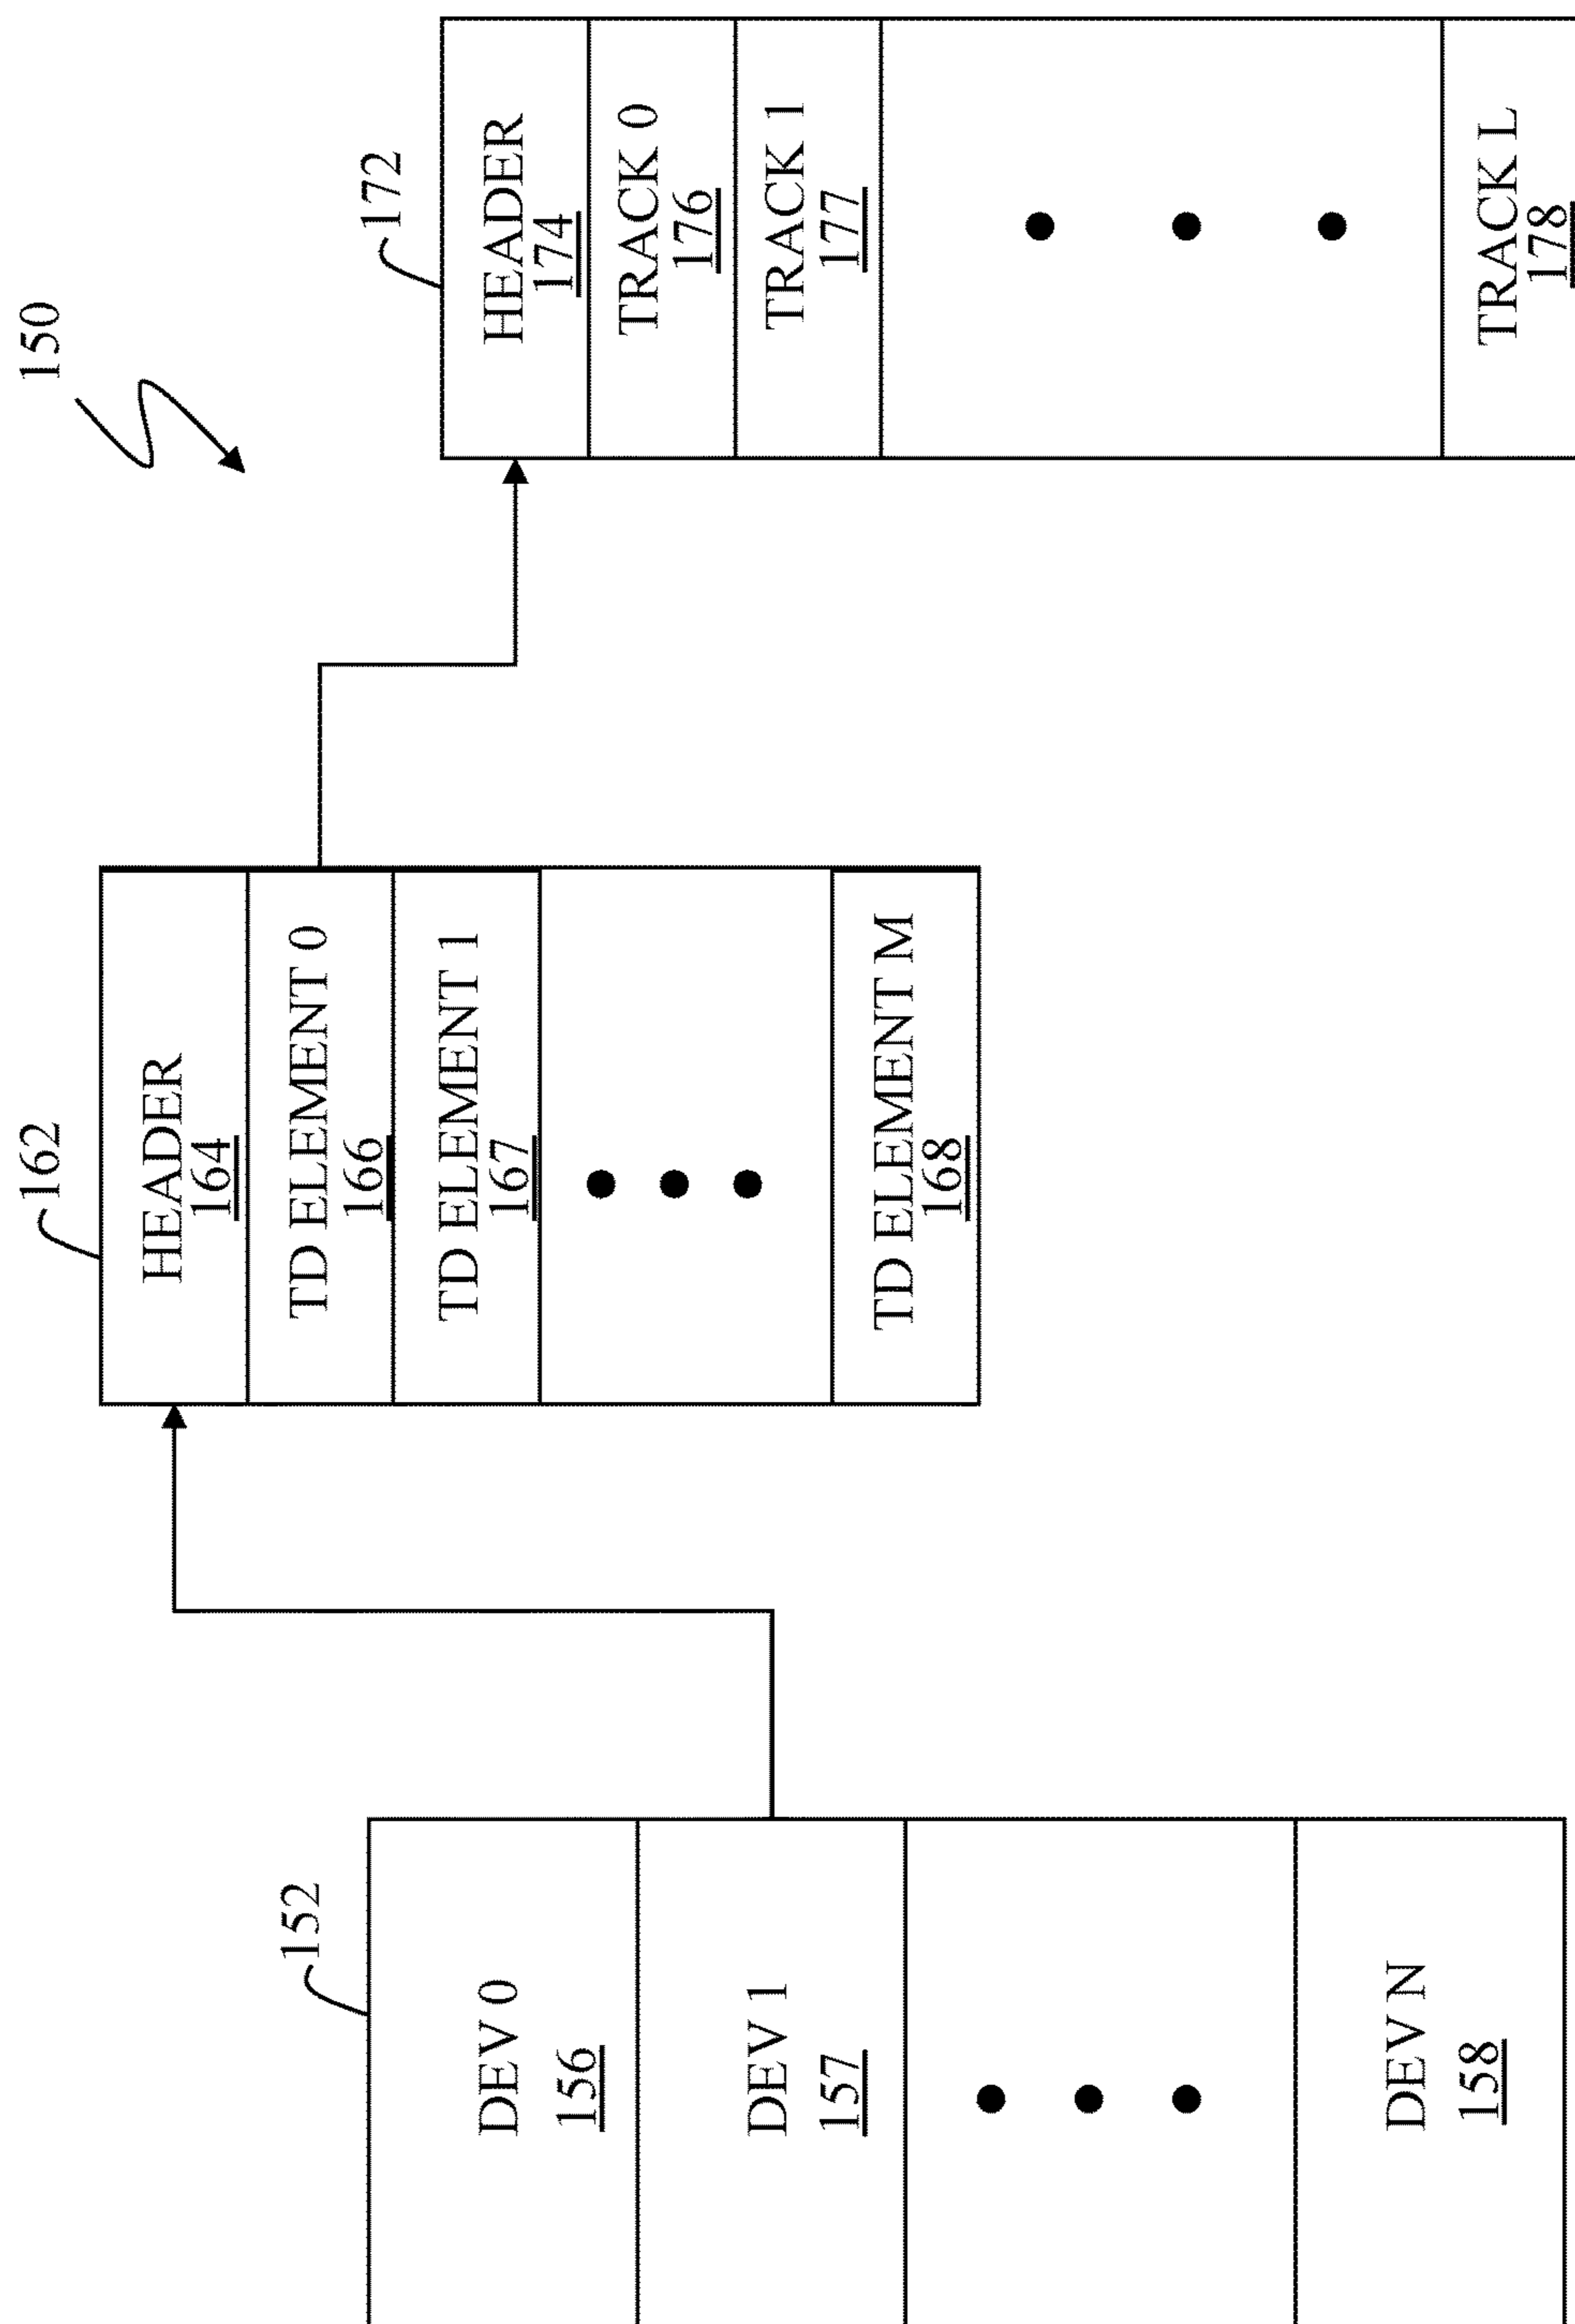 150
152
DEV 0
156
DEV 1
157
DEV N
158
162
HEADER
164
TD ELEMENT 0
166
TD ELEMENT 1
167
TD ELEMENT M
168
172
HEADER
174
TRACK 0
176
TRACK 1
177
TRACK L
178